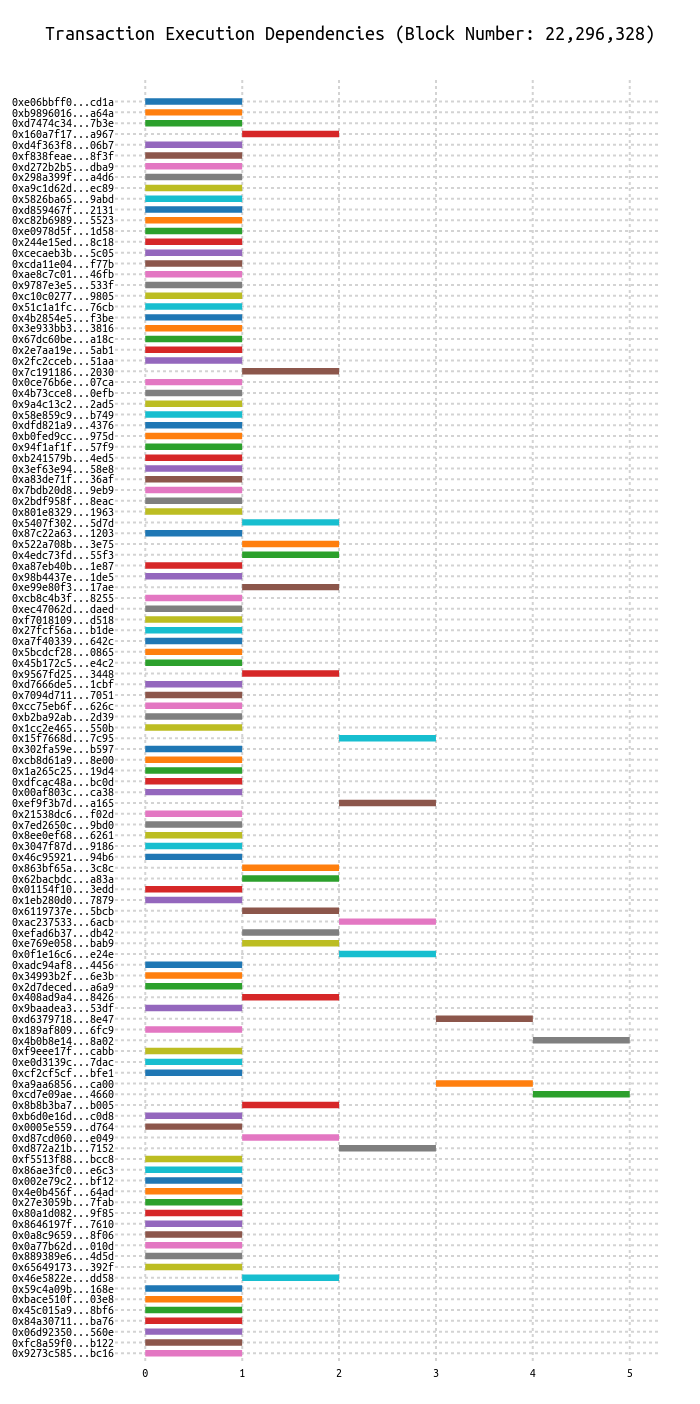 Transaction Execution Dependencies (Block Number: 22,296,328)
0xe06bbff0...cd1a
0xb9896016...a64a
0xd7474c34...7b3e
0x160a7f17...a967
0xd4f363f8...06b7
0xf838feae...8f3f
0xd272b2b5...dba9
0x298a399f...a4d6
0xa9c1d62d...ec89
0x5826ba65...9abd
0xd859467f...2131
0xc82b6989...5523
0xe0978d5f...1d58
0x244e15ed...8c18
0xcecaeb3b...5c05
0xcda11e04...f77b
0xae8c7c01...46fb
0x9787e3e5...533f
0xc10c0277...9805
0x51c1a1fc...76cb
0x4b2854e5...f3be
0x3e933bb3...3816
0x67dc60be...a18c
0x2e7aa19e...5ab1
0x2fc2cceb...51aa
0x7c191186...2030
0x0ce76b6e...07ca
0x4b73cce8...0efb
0x9a4c13c2...2ad5
0x58e859c9...b749
0xdfd821a9...4376
0xb0fed9cc...975d
0x94f1af1f...57f9
0xb241579b...4ed5
0x3ef63e94...58e8
0xa83de71f...36af
0x7bdb20d8...9eb9
0x2bdf958f...8eac
0x801e8329...1963
0x5407f302...5d7d
0x87c22a63...1203
0x522a708b...3e75
0x4edc73fd...55f3
0xa87eb40b...1e87
0x98b4437e...1de5
0xe99e80f3...17ae
0xcb8c4b3f...8255
0xec47062d...daed
0xf7018109...d518
0x27fcf56a...b1de
0xa7f40339...642c
0x5bcdcf28...0865
0x45b172c5...e4c2
0x9567fd25...3448
0xd7666de5...1cbf
0x7094d711...7051
0xcc75eb6f...626c
0xb2ba92ab...2d39
0x1cc2e465...550b
0x15f7668d...7c95
0x302fa59e...b597
0xcb8d61a9...8e00
0x1a265c25...19d4
0xdfcac48a...bc0d
0x00af803c...ca38
0xef9f3b7d...a165
0x21538dc6...f02d
0x7ed2650c...9bd0
0x8ee0ef68...6261
0x3047f87d...9186
0x46c95921...94b6
0x863bf65a...3c8c
0x62bacbdc...a83a
0x01154f10...3edd
0x1eb280d0...7879
0x6119737e...5bcb
0xac237533...6acb
0xefad6b37...db42
0xe769e058...bab9
0x0f1e16c6...e24e
0xadc94af8...4456
0x34993b2f...6e3b
0x2d7deced...a6a9
0x408ad9a4...8426
0x9baadea3...53df
0xd6379718...8e47
0x189af809...6fc9
0x4b0b8e14...8a02
0xf9eee17f...cabb
0xe0d3139c...7dac
0xcf2cf5cf...bfe1
0xa9aa6856...ca00
0xcd7e09ae...4660
0x8b8b3ba7...b005
0xb6d0e16d...c0d8
0x0005e559...d764
0xd87cd060...e049
0xd872a21b...7152
0xf5513f88...bcc8
0x86ae3fc0...e6c3
0x002e79c2...bf12
0x4e0b456f...64ad
0x27e3059b...7fab
0x80a1d082...9f85
0x8646197f...7610
0x0a8c9659...8f06
0x0a77b62d...010d
0x889389e6...4d5d
0x65649173...392f
0x46e5822e...dd58
0x59c4a09b...168e
0xbace510f...03e8
0x45c015a9...8bf6
0x84a30711...ba76
0x06d92350...560e
0xfc8a59f0...b122
0x9273c585...bc16
0 1 2 3 4 5